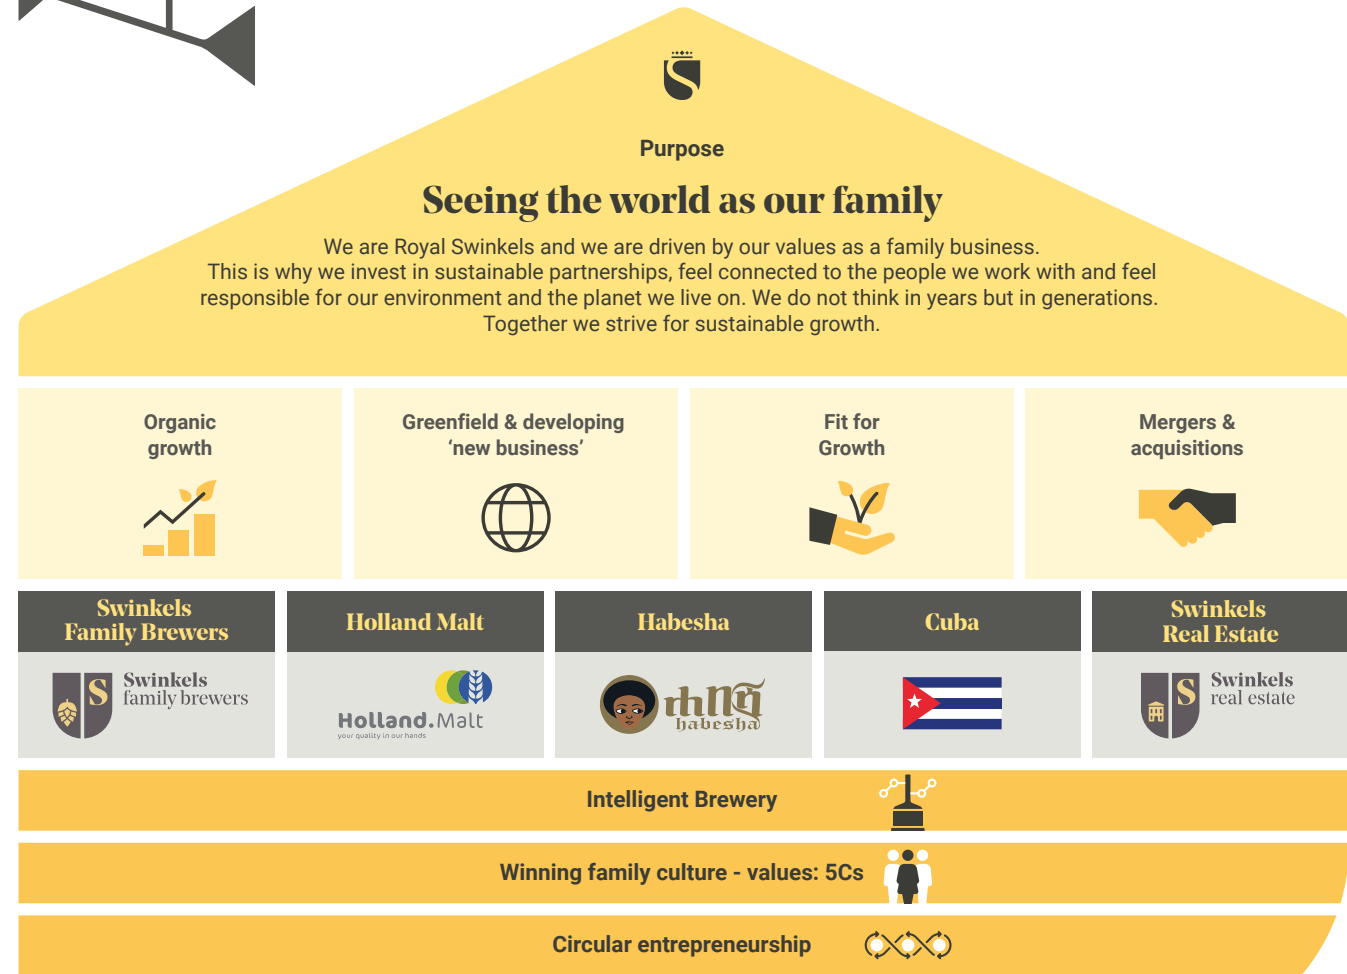 Purpose
Seeing the world as our family
We are Royal Swinkels and we are driven by our values as a family business.
This is why we invest in sustainable partnerships, feel connected to the people we work with and feel
responsible for our environment and the planet we live on. We do not think in years but in generations.
Together we strive for sustainable growth.
Organic
growth
Greenfield & developing
‘new business’
Fit for
Growth
Mergers &
acquisitions
Swinkels
Family Brewers
Holland Malt
Habesha
Cuba
Swinkels
Real Estate
S
Swinkels
family brewers
Holland.Malt
your quality in our hands
ሐበሻ
habesha
S
Swinkels
real estate
Intelligent Brewery
Winning family culture - values: 5Cs
Circular entrepreneurship